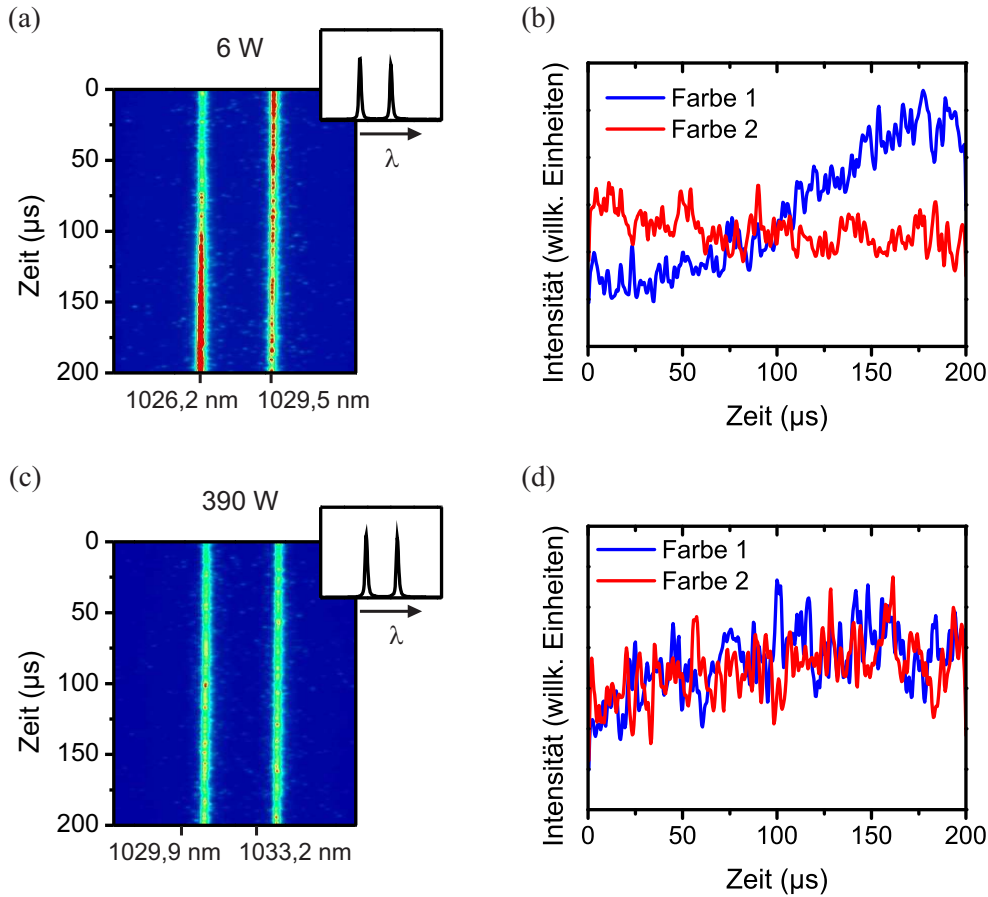 (a)
6 W
λ
0
50
100
150
200
Zeit (µs)
1026,2 nm
1029,5 nm
(b)
Farbe 1
Farbe 2
Intensität (willk. Einheiten)
0
50
100
150
200
Zeit (µs)
(c)
390 W
λ
0
50
100
150
200
Zeit (µs)
1029,9 nm
1033,2 nm
(d)
Farbe 1
Farbe 2
Intensität (willk. Einheiten)
0
50
100
150
200
Zeit (µs)